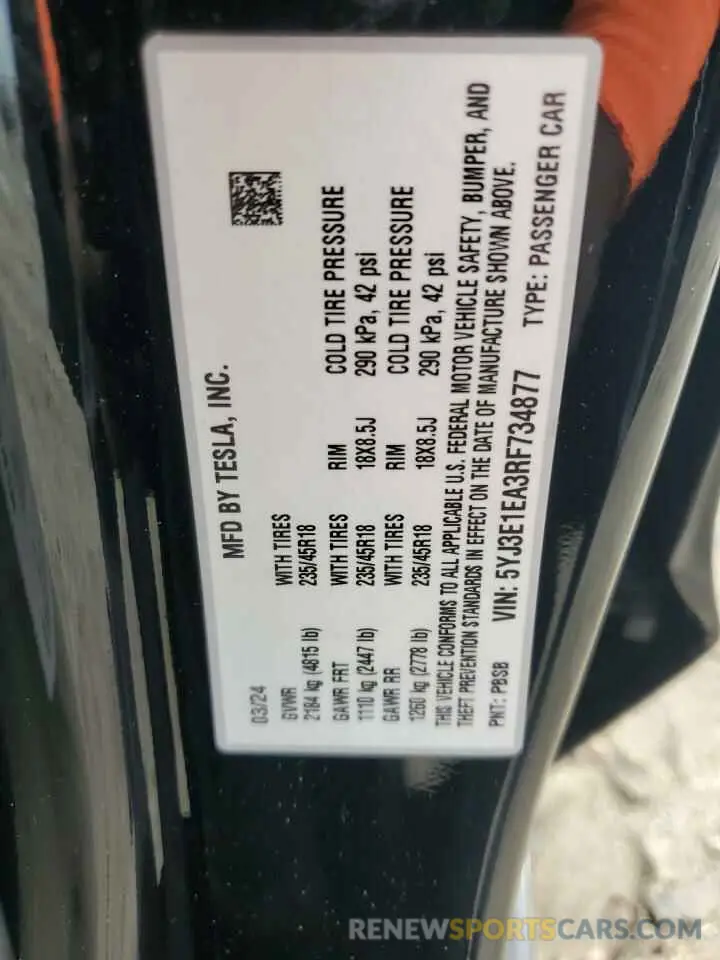 MFD BY TESLA, INC.
03/24
GVWR WITH TIRES RIM COLD TIRE PRESSURE
2184 kg (4815 lb) 235/45R18
GAWR FRT WITH TIRES RIM COLD TIRE PRESSURE
1110 kg (2447 lb) 235/45R18 18X8.5J 290 kPa, 42 psi
GAWR RR WITH TIRES RIM COLD TIRE PRESSURE
1260 kg (2778 lb) 235/45R18 18X8.5J 290 kPa, 42 psi
THIS VEHICLE CONFORMS TO ALL APPLICABLE U.S. FEDERAL MOTOR VEHICLE SAFETY, BUMPER, AND
THEFT PREVENTION STANDARDS IN EFFECT ON THE DATE OF MANUFACTURE SHOWN ABOVE.
PNT: PBSB VIN: 5YJ3E1EA3RF734877 TYPE: PASSENGER CAR
RENEWSPORTSCARS.COM